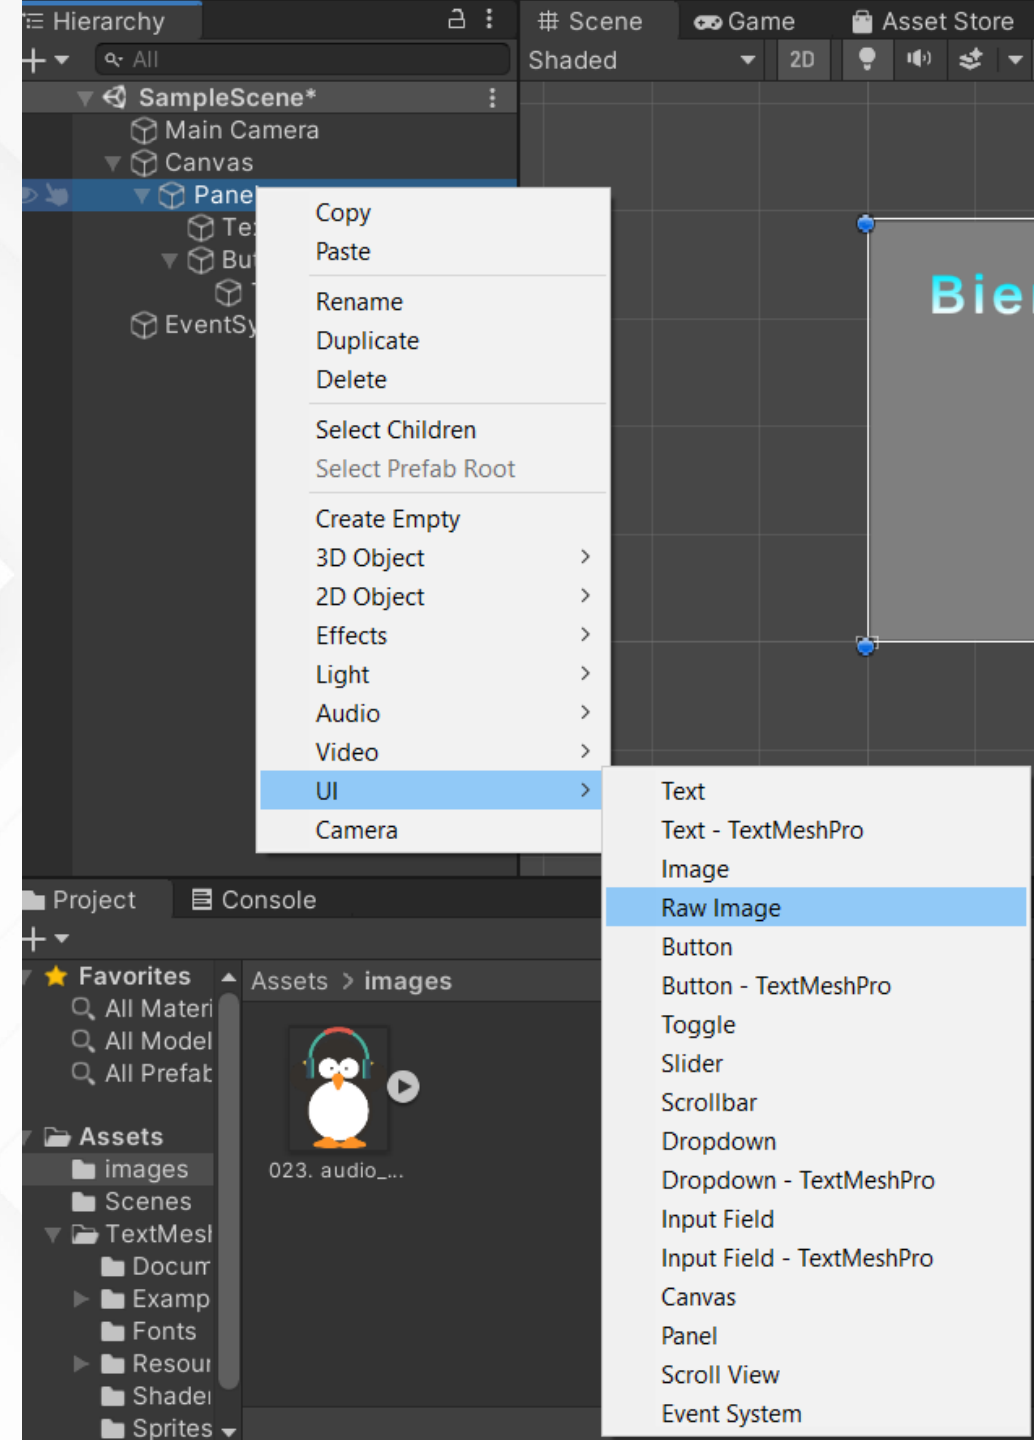 Hierarchy
All
SampleScene*
Main Camera
Canvas
Pane
Te
Bu
EventSy
Copy
Paste
Rename
Duplicate
Delete
Select Children
Select Prefab Root
Create Empty
3D Object
2D Object
Effects
Light
Audio
Video
UI
Camera
Scene
Game
Asset Store
Shaded
2D
Bie
Text
Text - TextMeshPro
Image
Raw Image
Button
Button - TextMeshPro
Toggle
Slider
Scrollbar
Dropdown
Dropdown - TextMeshPro
Input Field
Input Field - TextMeshPro
Canvas
Panel
Scroll View
Event System
Project
Console
Favorites
All Materi
All Model
All Prefab
Assets
images
Scenes
TextMesh
Docum
Examp
Fonts
Resour
Shader
Sprites
Assets > images
023. audio_...